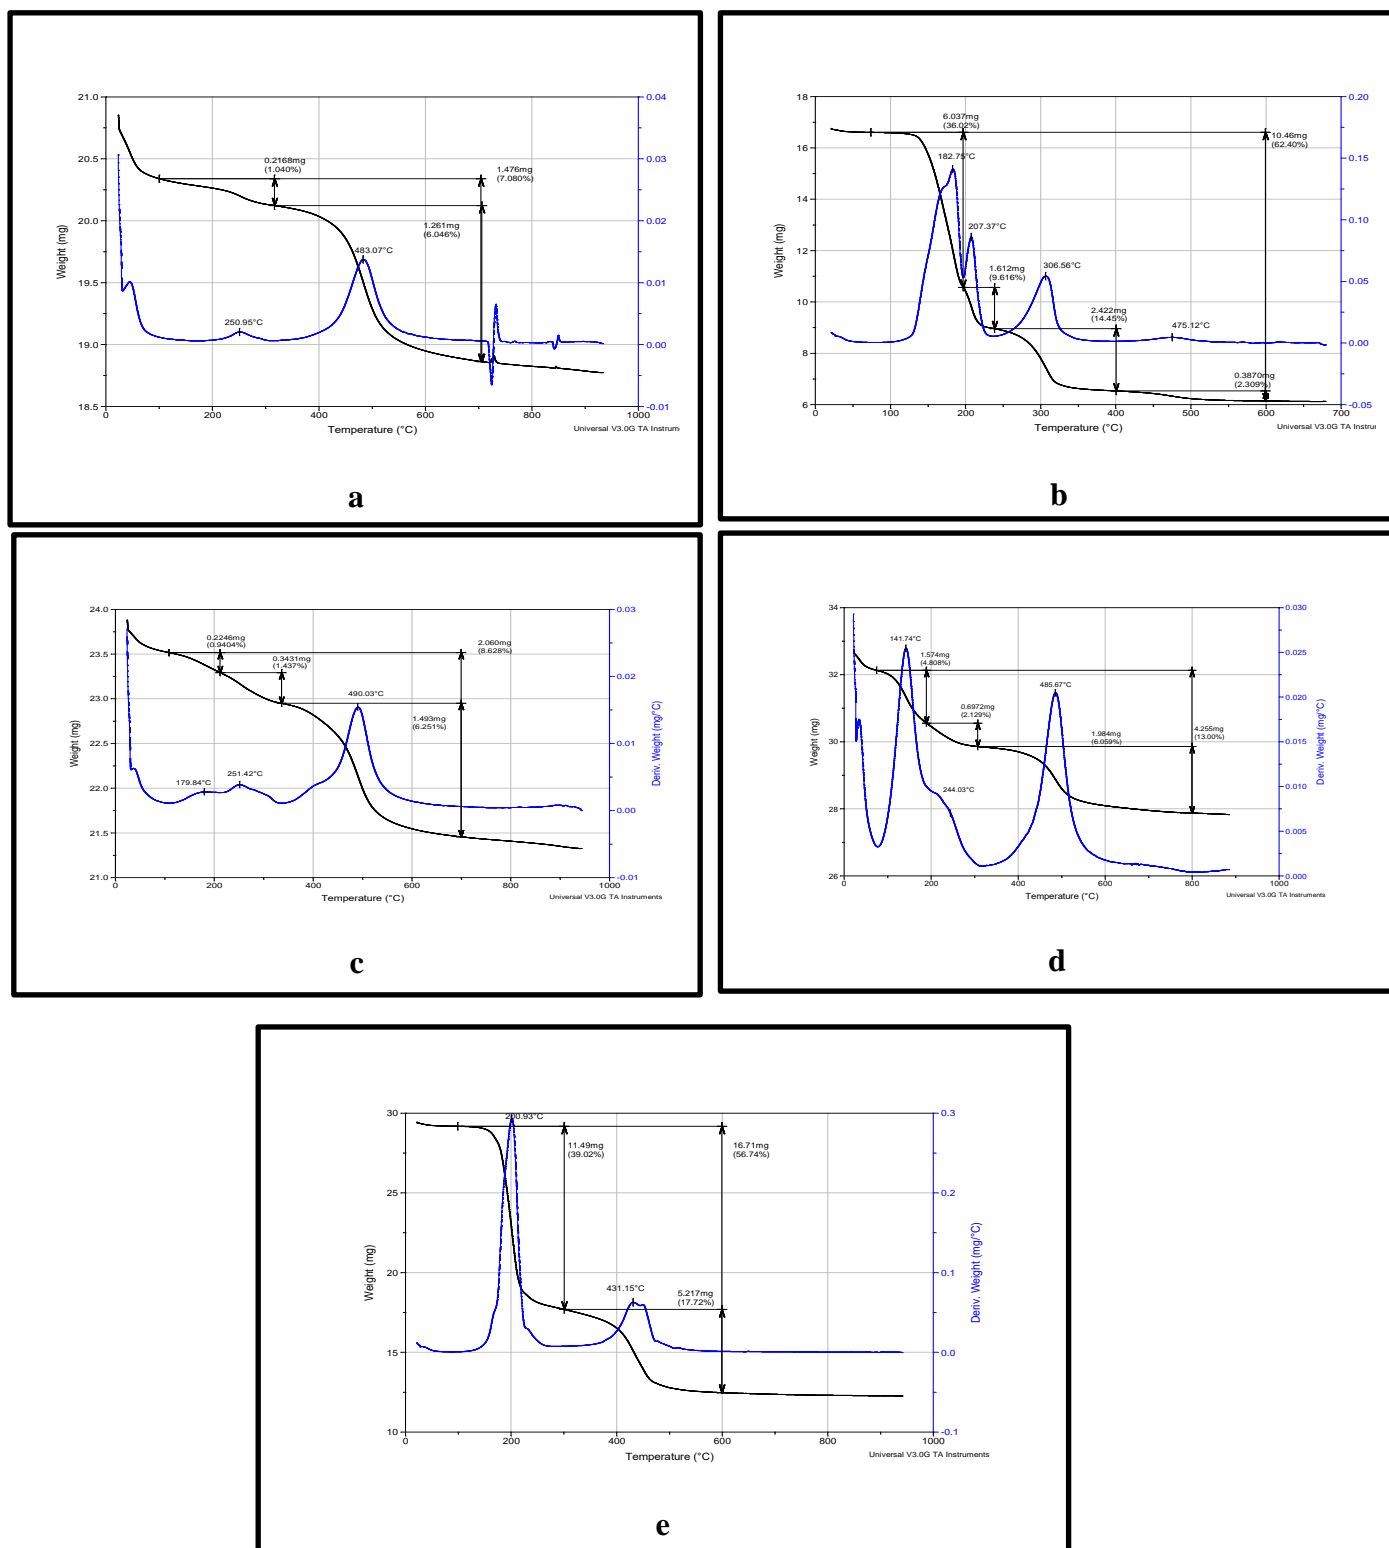 21.0
20.5
20.0
19.5
19.0
18.5
Weight (mg)
0.04
0.03
0.02
0.01
0.00
-0.01
0.2168mg
(1.040%)
1.476mg
(7.080%)
1.261mg
(6.046%)
483.07°C
250.95°C
0
200
400
600
800
1000
Temperature (°C)
Universal V3.0G TA Instrum
a
18
16
14
12
10
8
6
Weight (mg)
0.20
0.15
0.10
0.05
0.00
-0.05
6.037mg
(36.02%)
10.46mg
(62.40%)
182.75°C
207.37°C
1.612mg
(9.616%)
306.56°C
2.422mg
(14.45%)
475.12°C
0.3870mg
(2.309%)
0
100
200
300
400
500
600
700
Temperature (°C)
Universal V3.0G TA Instrur
b
24.0
23.5
23.0
22.5
22.0
21.5
21.0
Weight (mg)
0.03
0.02
0.01
0.00
-0.01
Deriv. Weight (mg/°C)
0.2246mg
(0.9404%)
0.3431mg
(1.437%)
2.060mg
(8.628%)
490.03°C
1.493mg
(6.251%)
179.84°C
251.42°C
0
200
400
600
800
1000
Temperature (°C)
Universal V3.0G TA Instruments
c
34
32
30
28
26
Weight (mg)
0.030
0.025
0.020
0.015
0.010
0.005
0.000
Deriv. Weight (mg/°C)
141.74°C
1.574mg
(4.808%)
485.67°C
0.6972mg
(2.129%)
1.984mg
(6.059%)
4.255mg
(13.00%)
244.03°C
0
200
400
600
800
1000
Temperature (°C)
Universal V3.0G TA Instruments
d
30
25
20
15
10
Weight (mg)
0.3
0.2
0.1
0.0
-0.1
Deriv. Weight (mg/°C)
200.93°C
11.49mg
(39.02%)
16.71mg
(56.74%)
431.15°C
5.217mg
(17.72%)
0
200
400
600
800
1000
Temperature (°C)
Universal V3.0G TA Instruments
e